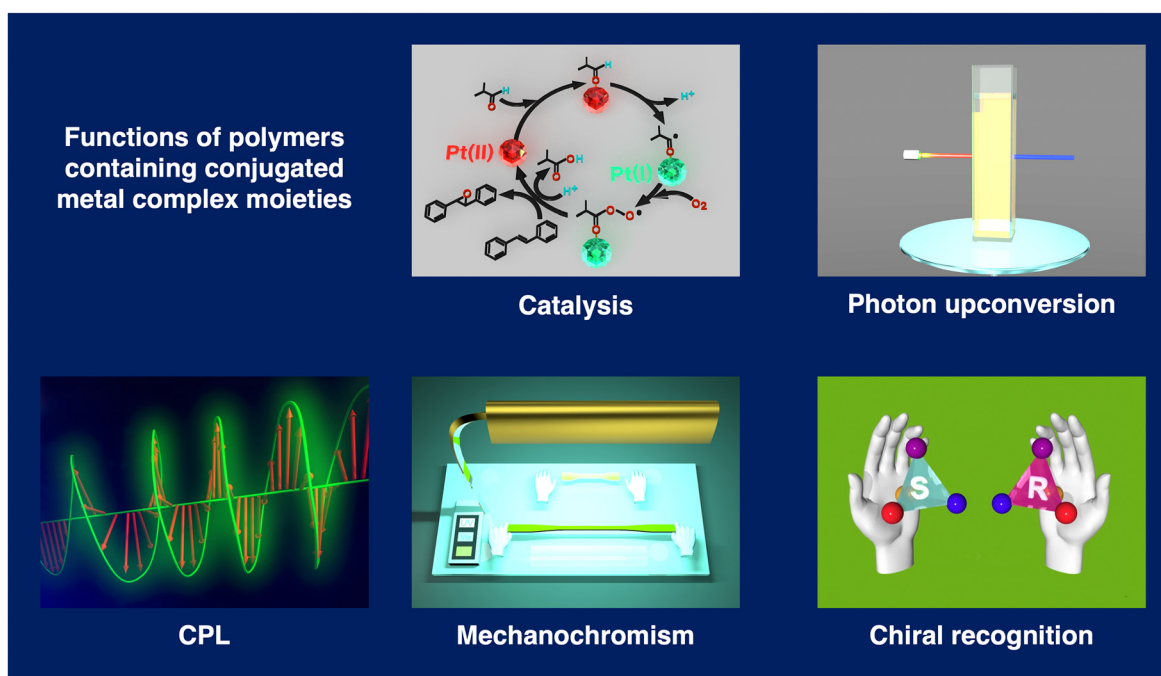 Functions of polymers
containing conjugated
metal complex moieties
H
O
H
O
H+
Pt(II)
O
H
O
H+
O
Pt(I)
O2
O
O
O
O
Catalysis
Photon upconversion
CPL
Mechanochromism
S
R
Chiral recognition